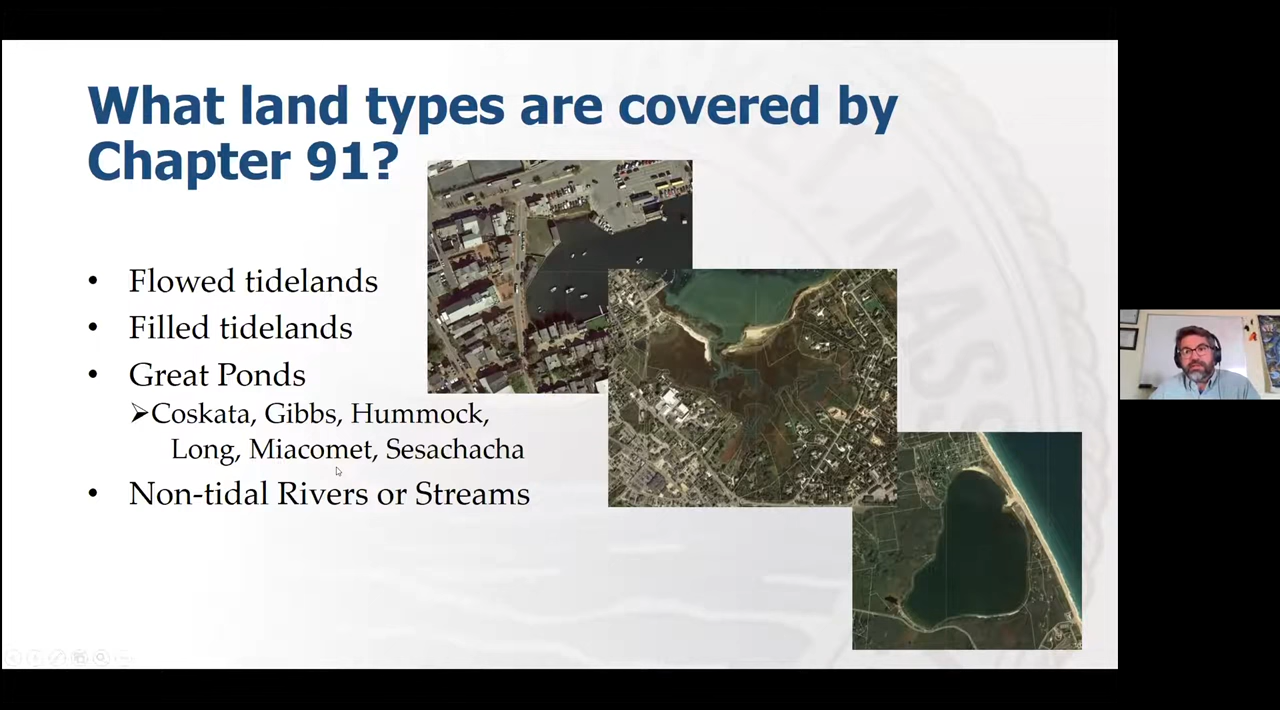 What land types are covered by
Chapter 91?
• Flowed tidelands
• Filled tidelands
• Great Ponds
➢Coskata, Gibbs, Hummock,
Long, Miacomet, Sesachacha
• Non-tidal Rivers or Streams